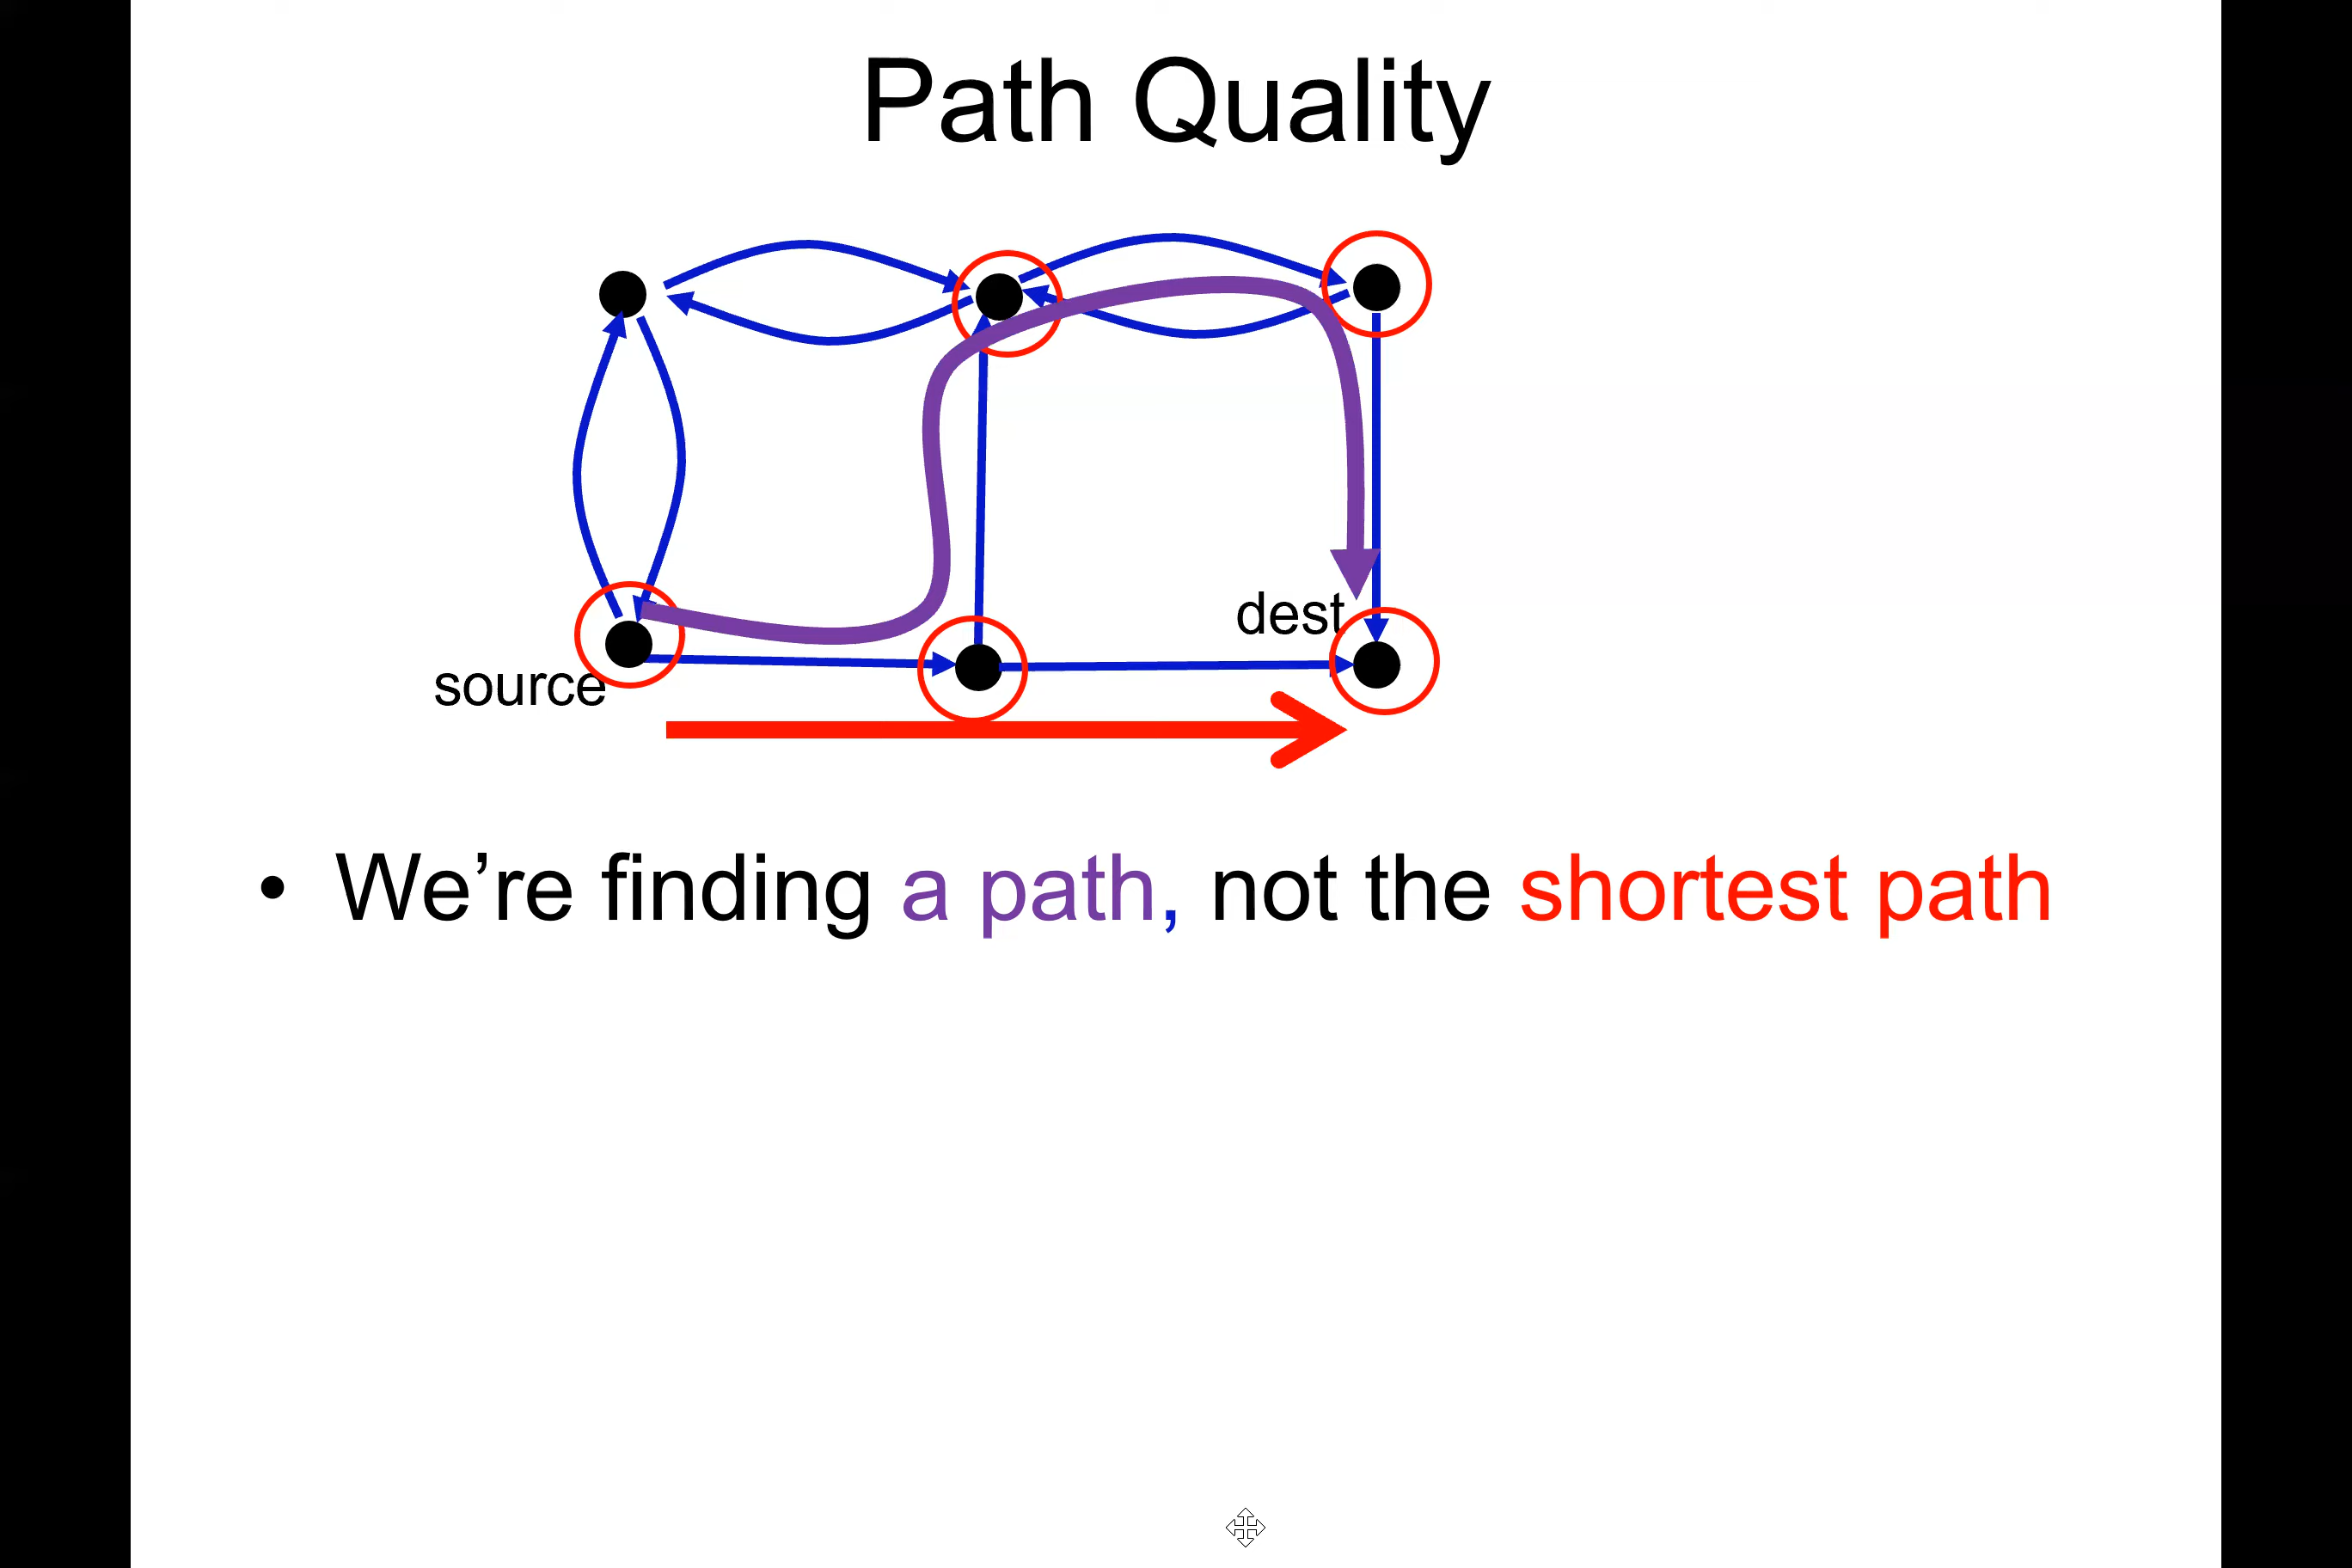 Path Quality
dest
source
• We’re finding a path, not the shortest path